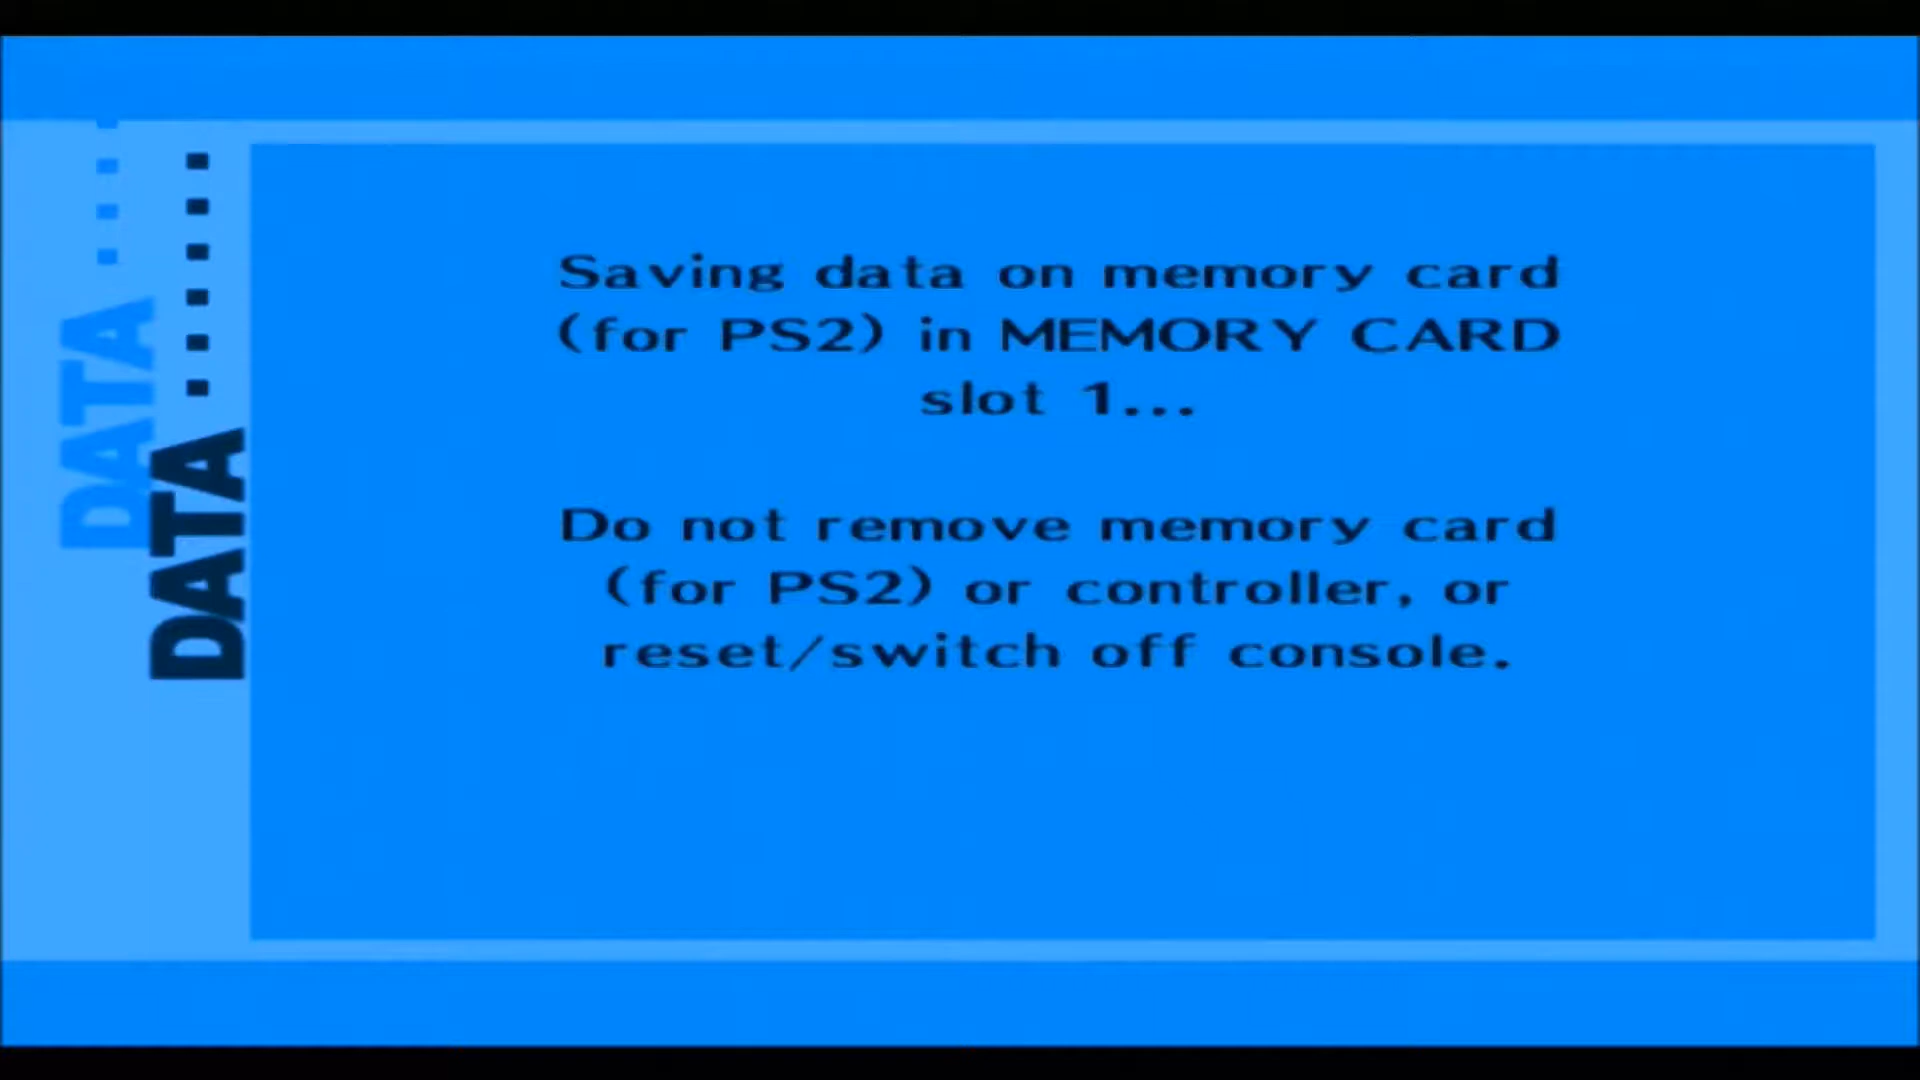 DATA ......
DATA ....
Saving data on memory card
(for PS2) in MEMORY CARD
slot 1...
Do not remove memory card
(for PS2) or controller, or
reset/switch off console.